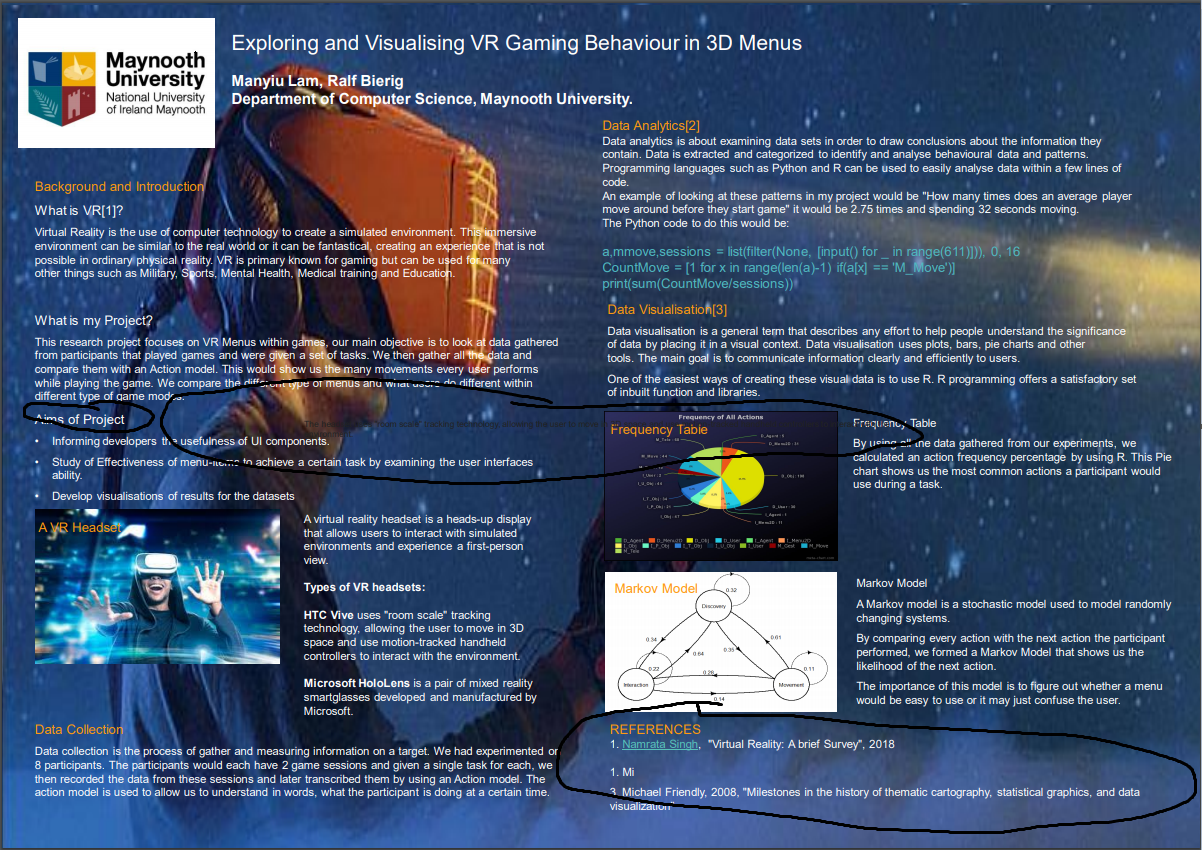 Maynooth
University
National University
of Ireland Maynooth
Exploring and Visualising VR Gaming Behaviour in 3D Menus
Manyiu Lam, Ralf Bierig
Department of Computer Science, Maynooth University.
Background and Introduction
What is VR[1]?
Virtual Reality is the use of computer technology to create a simulated environment. This immersive
environment can be similar to the real world or it can be fantastical, creating an experience that is not
possible in ordinary physical reality. VR is primary known for gaming but can be used for many
other things such as Military, Sports, Mental Health, Medical training and Education.
What is my Project?
This research project focuses on VR Menus within games, our main objective is to look at data gathered
from participants that played games and were given a set of tasks. We then gather all the data and
compare them with an Action model. This would show us the many movements every user performs
while playing the game. We compare the different type of menus and what users do different within
different type of game modes.
Aims of Project
• Informing developers the usefulness of UI components.
• Study of Effectiveness of menu-items to achieve a certain task by examining the user interfaces
ability.
• Develop visualisations of results for the datasets
A VR Headset
A virtual reality headset is a heads-up display
that allows users to interact with simulated
environments and experience a first-person
view.
Types of VR headsets:
HTC Vive uses "room scale" tracking
technology, allowing the user to move in 3D
space and use motion-tracked handheld
controllers to interact with the environment.
Microsoft HoloLens is a pair of mixed reality
smartglasses developed and manufactured by
Microsoft.
Data Collection
Data collection is the process of gather and measuring information on a target. We had experimented on
8 participants. The participants would each have 2 game sessions and given a single task for each, we
then recorded the data from these sessions and later transcribed them by using an Action model. The
action model is used to allow us to understand in words, what the participant is doing at a certain time.
Data Analytics[2]
Data analytics is about examining data sets in order to draw conclusions about the information they
contain. Data is extracted and categorized to identify and analyse behavioural data and patterns.
Programming languages such as Python and R can be used to easily analyse data within a few lines of
code.
An example of looking at these patterns in my project would be "How many times does an average player
move around before they start game" it would be 2.75 times and spending 32 seconds moving.
The Python code to do this would be:
a,mmove,sessions = list(filter(None, [input() for _ in range(611)])), 0, 16
CountMove = [1 for x in range(len(a)-1) if(a[x] == 'M_Move')]
print(sum(CountMove/sessions))
Data Visualisation[3]
Data visualisation is a general term that describes any effort to help people understand the significance
of data by placing it in a visual context. Data visualisation uses plots, bars, pie charts and other
tools. The main goal is to communicate information clearly and efficiently to users.
One of the easiest ways of creating these visual data is to use R. R programming offers a satisfactory set
of inbuilt function and libraries.
Frequency of All Actions
Frequency Table
D_Agent D_Menu2D D_Obj D_User I_Agent I_Menu2D
I_Obj I_P_Obj I_T_Obj I_U_Obj I_User M_Gest M_Move
M_Tele
Frequency Table
By using all the data gathered from our experiments, we
calculated an action frequency percentage by using R. This Pie
chart shows us the most common actions a participant would
use during a task.
Markov Model
Discovery
0.32
0.34
0.64
0.35
0.61
0.22
0.28
0.11
Interaction
Movement
0.14
Markov Model
A Markov model is a stochastic model used to model randomly
changing systems.
By comparing every action with the next action the participant
performed, we formed a Markov Model that shows us the
likelihood of the next action.
The importance of this model is to figure out whether a menu
would be easy to use or it may just confuse the user.
REFERENCES
1. Namrata Singh, "Virtual Reality: A brief Survey", 2018
1. Mi
3. Michael Friendly, 2008, "Milestones in the history of thematic cartography, statistical graphics, and data
visualization"